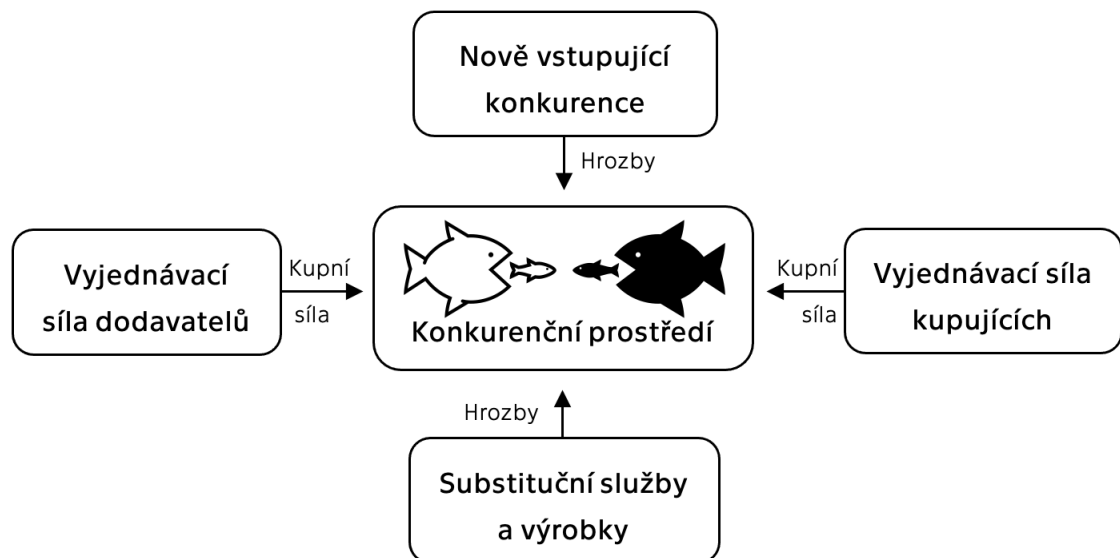 Nově vstupující
konkurence
Hrozby
Vyjednávací
síla dodavatelů
Kupní
síla
Konkurenční prostředí
Kupní
síla
Vyjednávací síla
kupujících
Hrozby
Substituční služby
a výrobky